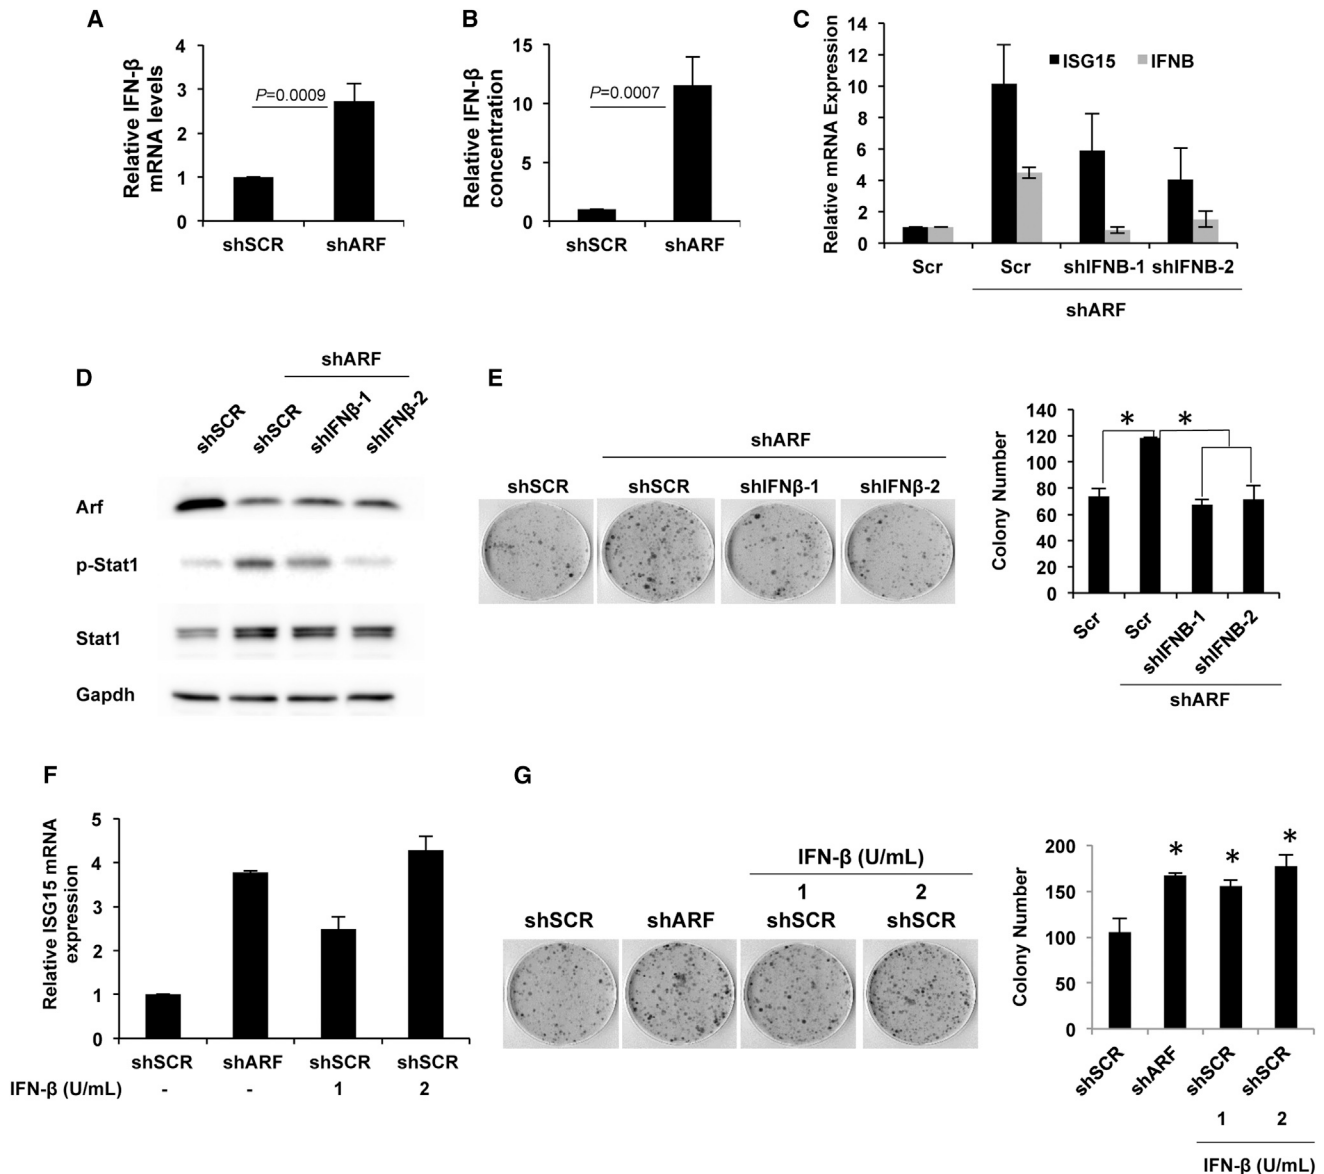 A
Relative IFN-β
mRNA levels
4
3
2
1
0
P=0.0009
shSCR shARF
B
Relative IFN-β
concentration
15
10
5
0
P=0.0007
shSCR shARF
C
Relative mRNA Expression
14
12
10
8
6
4
2
0
ISG15 IFNB
Scr Scr shIFNB-1 shIFNB-2
shARF
D
shARF
shSCR shSCR shIFNβ-1 shIFNβ-2
Arf
p-Stat1
Stat1
Gapdh
E
shARF
shSCR shSCR shIFNβ-1 shIFNβ-2
Colony Number
140
120
100
80
60
40
20
0
* *
Scr Scr shIFNB-1 shIFNB-2
shARF
F
Relative ISG15 mRNA
expression
5
4
3
2
1
0
shSCR shARF shSCR shSCR
IFN-β (U/mL) - - 1 2
G
IFN-β (U/mL)
1 2
shSCR shARF shSCR shSCR
Colony Number
200
150
100
50
0
* * *
shSCR shARF shSCR shSCR
1 2
IFN-β (U/mL)